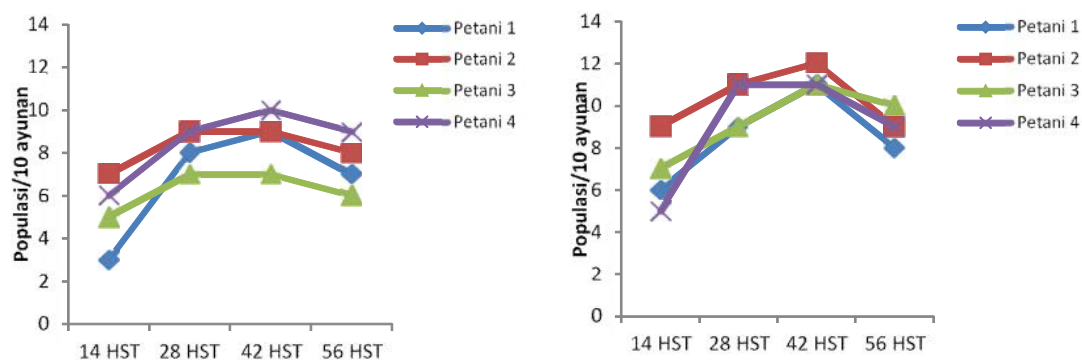 14
12
10
8
6
4
2
0
Populasi/10 ayunan
14 HST 28 HST 42 HST 56 HST
Petani 1
Petani 2
Petani 3
Petani 4
14
12
10
8
6
4
2
0
Populasi/10 ayunan
14 HST 28 HST 42 HST 56 HST
Petani 1
Petani 2
Petani 3
Petani 4